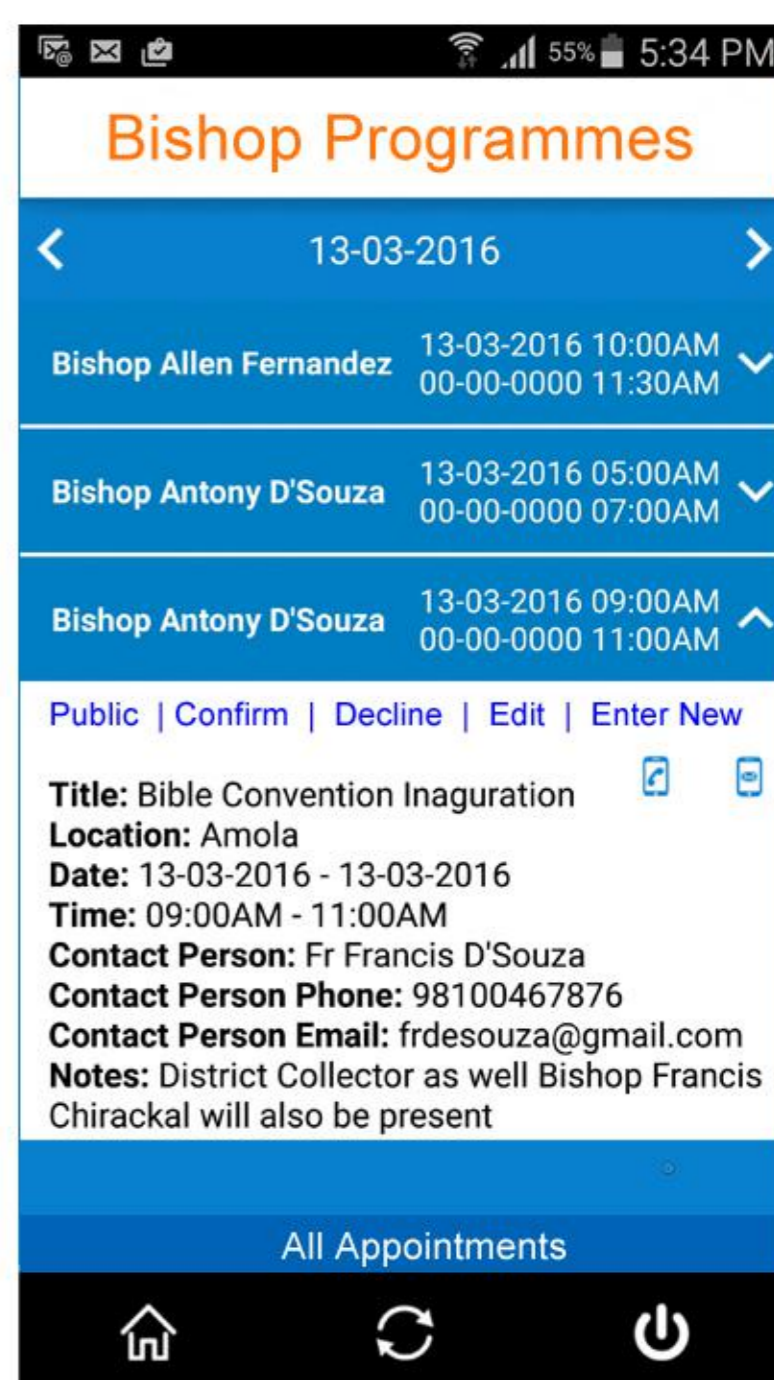 55% 5:34 PM
Bishop Programmes
13-03-2016
Bishop Allen Fernandez
13-03-2016 10:00AM
00-00-0000 11:30AM
Bishop Antony D'Souza
13-03-2016 05:00AM
00-00-0000 07:00AM
Bishop Antony D'Souza
13-03-2016 09:00AM
00-00-0000 11:00AM
Public | Confirm | Decline | Edit | Enter New
Title: Bible Convention Inaguration
Location: Amola
Date: 13-03-2016 - 13-03-2016
Time: 09:00AM - 11:00AM
Contact Person: Fr Francis D'Souza
Contact Person Phone: 98100467876
Contact Person Email: frdesouza@gmail.com
Notes: District Collector as well Bishop Francis
Chirackal will also be present
All Appointments